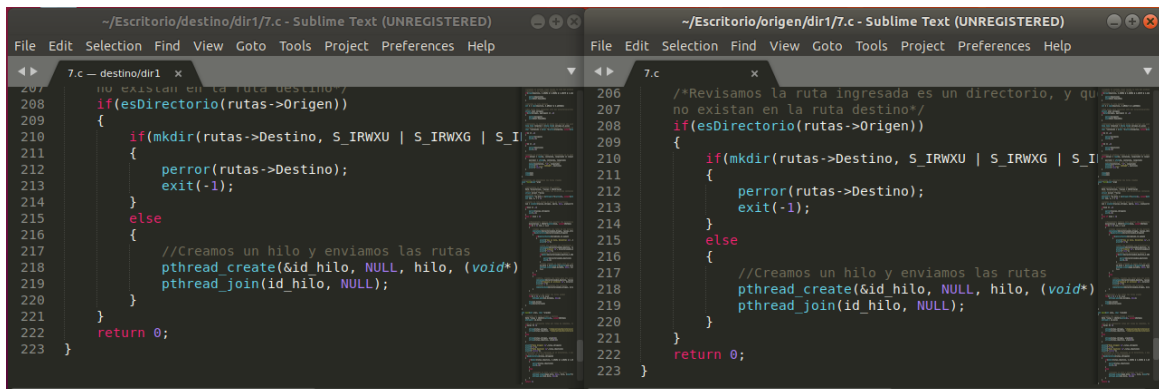 ~/Escritorio/destino/dir1/7.c - Sublime Text (UNREGISTERED)
File Edit Selection Find View Goto Tools Project Preferences Help
7.c — destino/dir1 ×
207 no existan en la ruta destino*/
208 if(esDirectorio(rutas->Origen))
209 {
210 if(mkdir(rutas->Destino, S_IRWXU | S_IRWXG | S_I
211 {
212 perror(rutas->Destino);
213 exit(-1);
214 }
215 else
216 {
217 //Creamos un hilo y enviamos las rutas
218 pthread_create(&id_hilo, NULL, hilo, (void*)
219 pthread_join(id_hilo, NULL);
220 }
221 }
222 return 0;
223 }
~/Escritorio/origen/dir1/7.c - Sublime Text (UNREGISTERED)
File Edit Selection Find View Goto Tools Project Preferences Help
7.c ×
206 /*Revisamos la ruta ingresada es un directorio, y qu
207 no existan en la ruta destino*/
208 if(esDirectorio(rutas->Origen))
209 {
210 if(mkdir(rutas->Destino, S_IRWXU | S_IRWXG | S_I
211 {
212 perror(rutas->Destino);
213 exit(-1);
214 }
215 else
216 {
217 //Creamos un hilo y enviamos las rutas
218 pthread_create(&id_hilo, NULL, hilo, (void*)
219 pthread_join(id_hilo, NULL);
220 }
221 }
222 return 0;
223 }